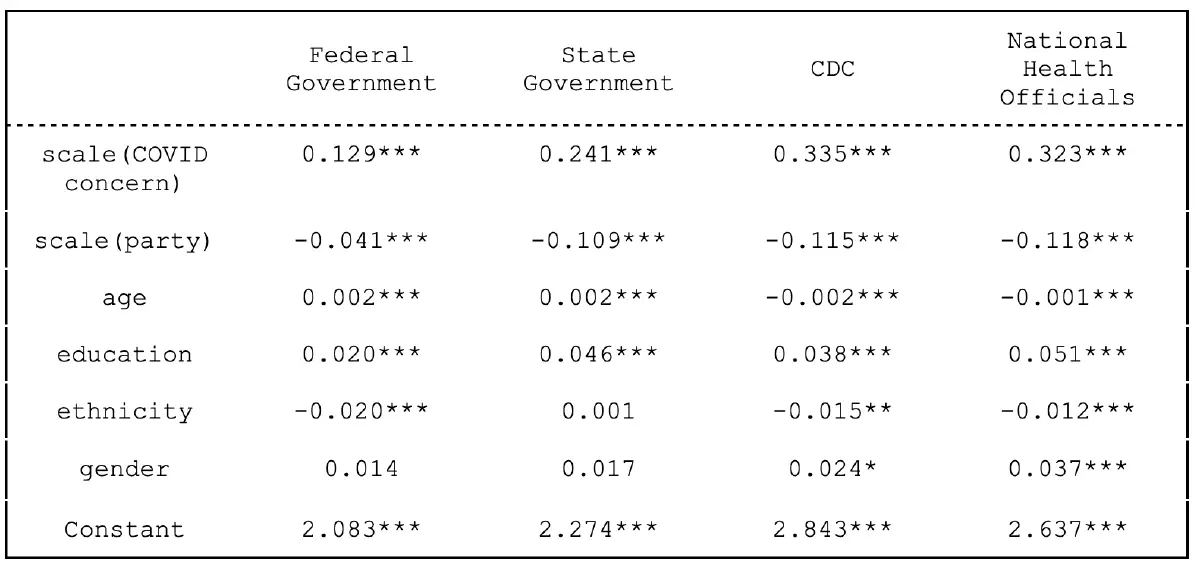 Federal Government State Government CDC National Health Officials
scale(COVID concern) 0.129*** 0.241*** 0.335*** 0.323***
scale(party) -0.041*** -0.109*** -0.115*** -0.118***
age 0.002*** 0.002*** -0.002*** -0.001***
education 0.020*** 0.046*** 0.038*** 0.051***
ethnicity -0.020*** 0.001 -0.015** -0.012***
gender 0.014 0.017 0.024* 0.037***
Constant 2.083*** 2.274*** 2.843*** 2.637***